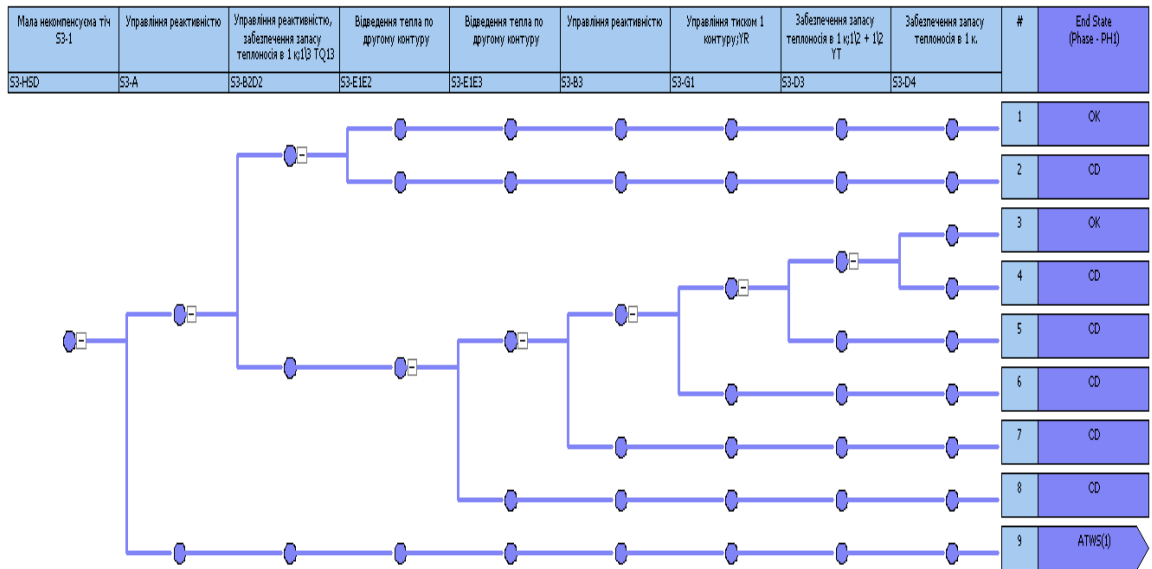 Мала некомпенсуєма тіч
S3-1
Управління реактивністю
Управління реактивністю,
забезпечення запасу
теплоносія в 1 к;1\3 TQ13
Відведення тепла по
другому контуру
Відведення тепла по
другому контуру
Управління реактивністю
Управління тиском 1
контуру;YR
Забезпечення запасу
теплоносія в 1 к;1\2 + 1\2
YT
Забезпечення запасу
теплоносія в 1 к.
#
End State
(Phase - PH1)
S3-HSD
S3-A
S3-B2D2
S3-E1E2
S3-E1E3
S3-B3
S3-G1
S3-D3
S3-D4
1
OK
2
CD
3
OK
4
CD
5
CD
6
CD
7
CD
8
CD
9
ATWS(1)